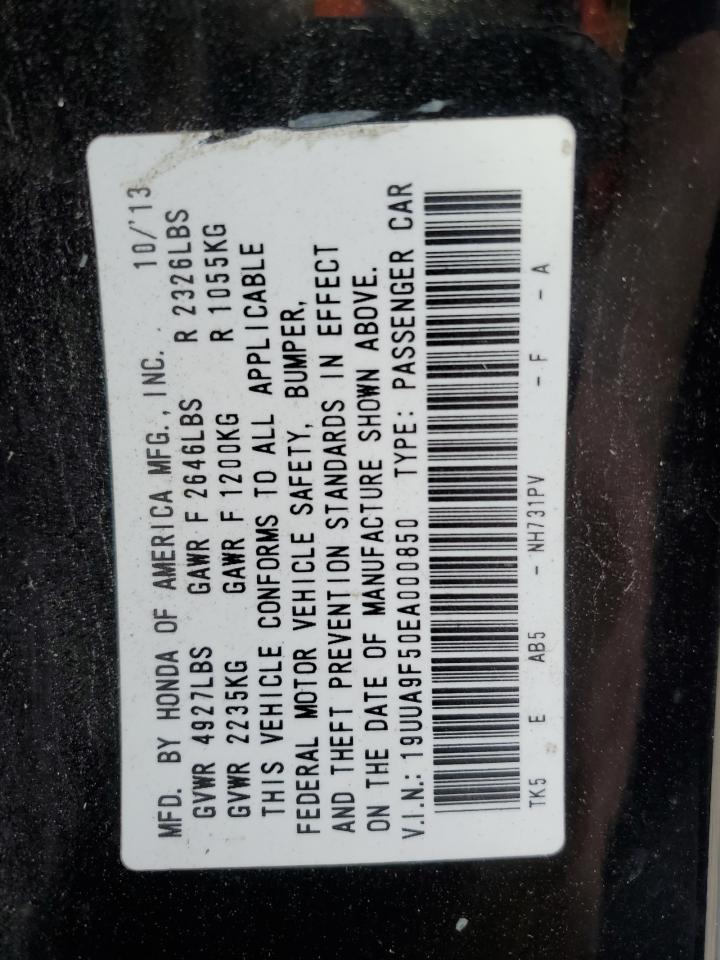 MFD. BY HONDA OF AMERICA MFG., INC. 10/'13
GVWR 4927LBS GAWR F 2646LBS R 2326LBS
GVWR 2235KG GAWR F 1200KG R 1055KG
THIS VEHICLE CONFORMS TO ALL APPLICABLE
FEDERAL MOTOR VEHICLE SAFETY, BUMPER,
AND THEFT PREVENTION STANDARDS IN EFFECT
ON THE DATE OF MANUFACTURE SHOWN ABOVE.
V.I.N.: 19UUA9F50EA000850 TYPE: PASSENGER CAR
TK5 E AB5 - NH731PV - F - A